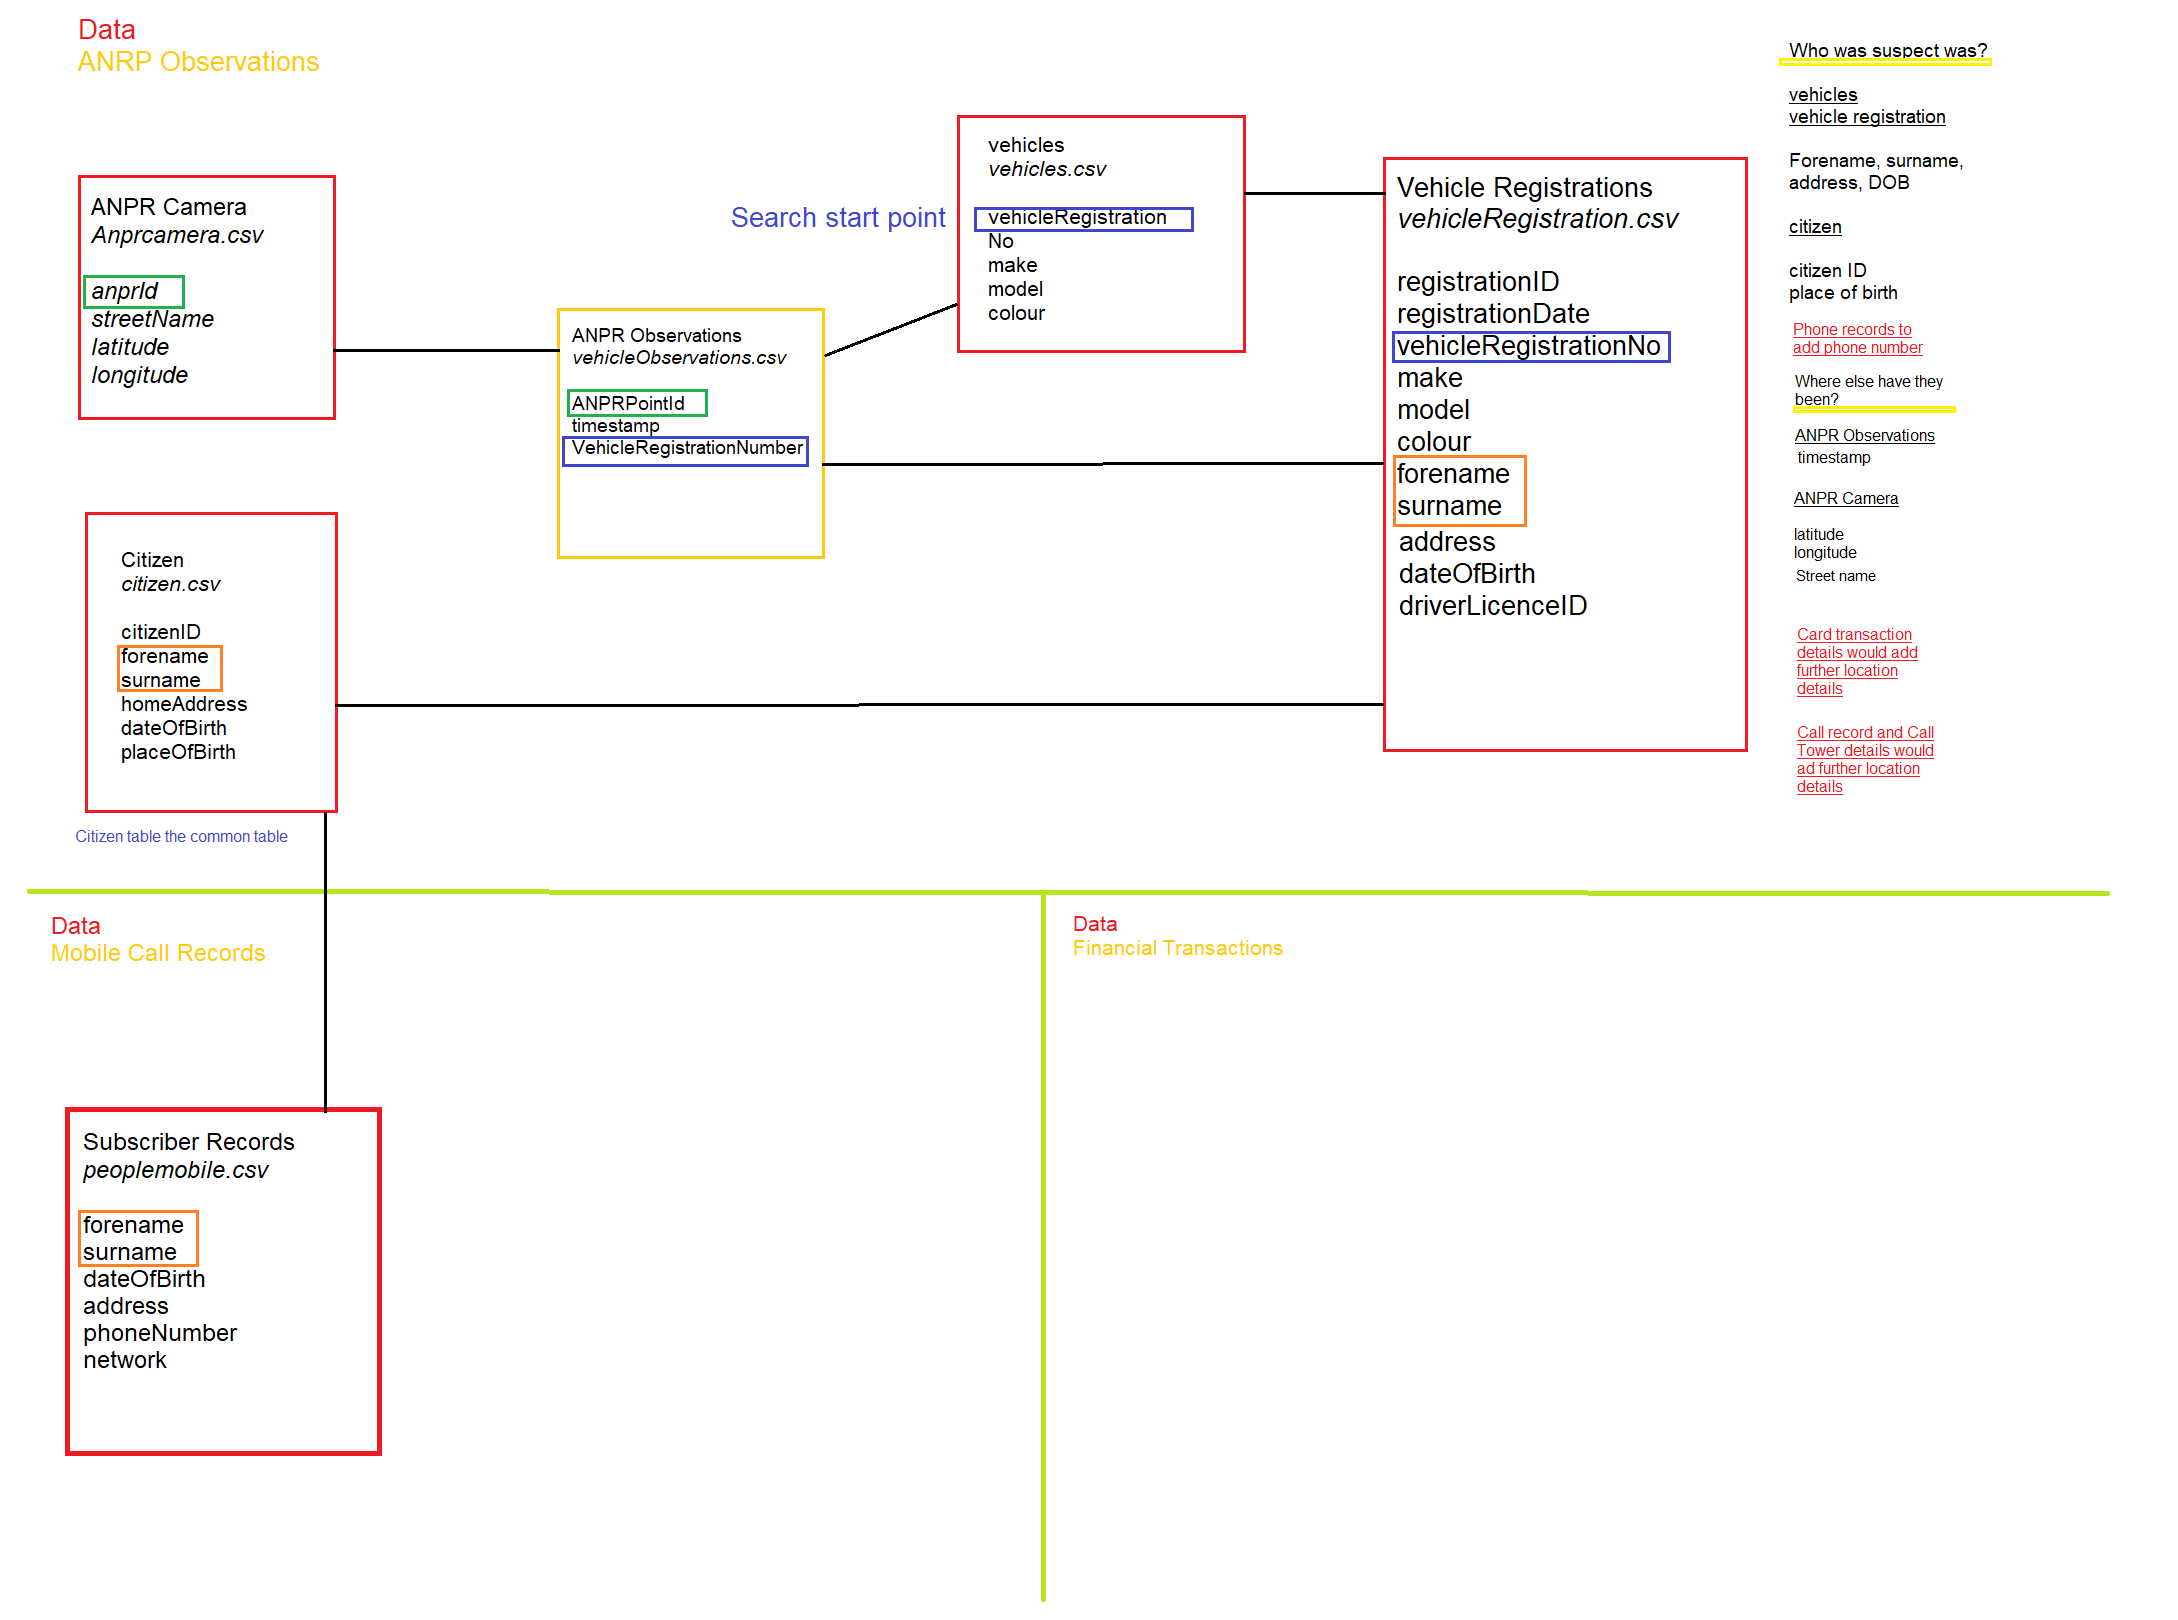 Data
ANRP Observations
ANPR Camera
Anprcamera.csv
anprId
streetName
latitude
longitude
ANPR Observations
vehicleObservations.csv
ANPRPointId
timestamp
VehicleRegistrationNumber
Search start point
vehicles
vehicles.csv
vehicleRegistration
No
make
model
colour
Vehicle Registrations
vehicleRegistration.csv
registrationID
registrationDate
vehicleRegistrationNo
make
model
colour
forename
surname
address
dateOfBirth
driverLicenceID
Citizen
citizen.csv
citizenID
forename
surname
homeAddress
dateOfBirth
placeOfBirth
Citizen table the common table
Who was suspect was?
vehicles
vehicle registration
Forename, surname,
address, DOB
citizen
citizen ID
place of birth
Phone records to
add phone number
Where else have they
been?
ANPR Observations
timestamp
ANPR Camera
latitude
longitude
Street name
Card transaction
details would add
further location
details
Call record and Call
Tower details would
ad further location
details
Data
Mobile Call Records
Subscriber Records
peoplemobile.csv
forename
surname
dateOfBirth
address
phoneNumber
network
Data
Financial Transactions